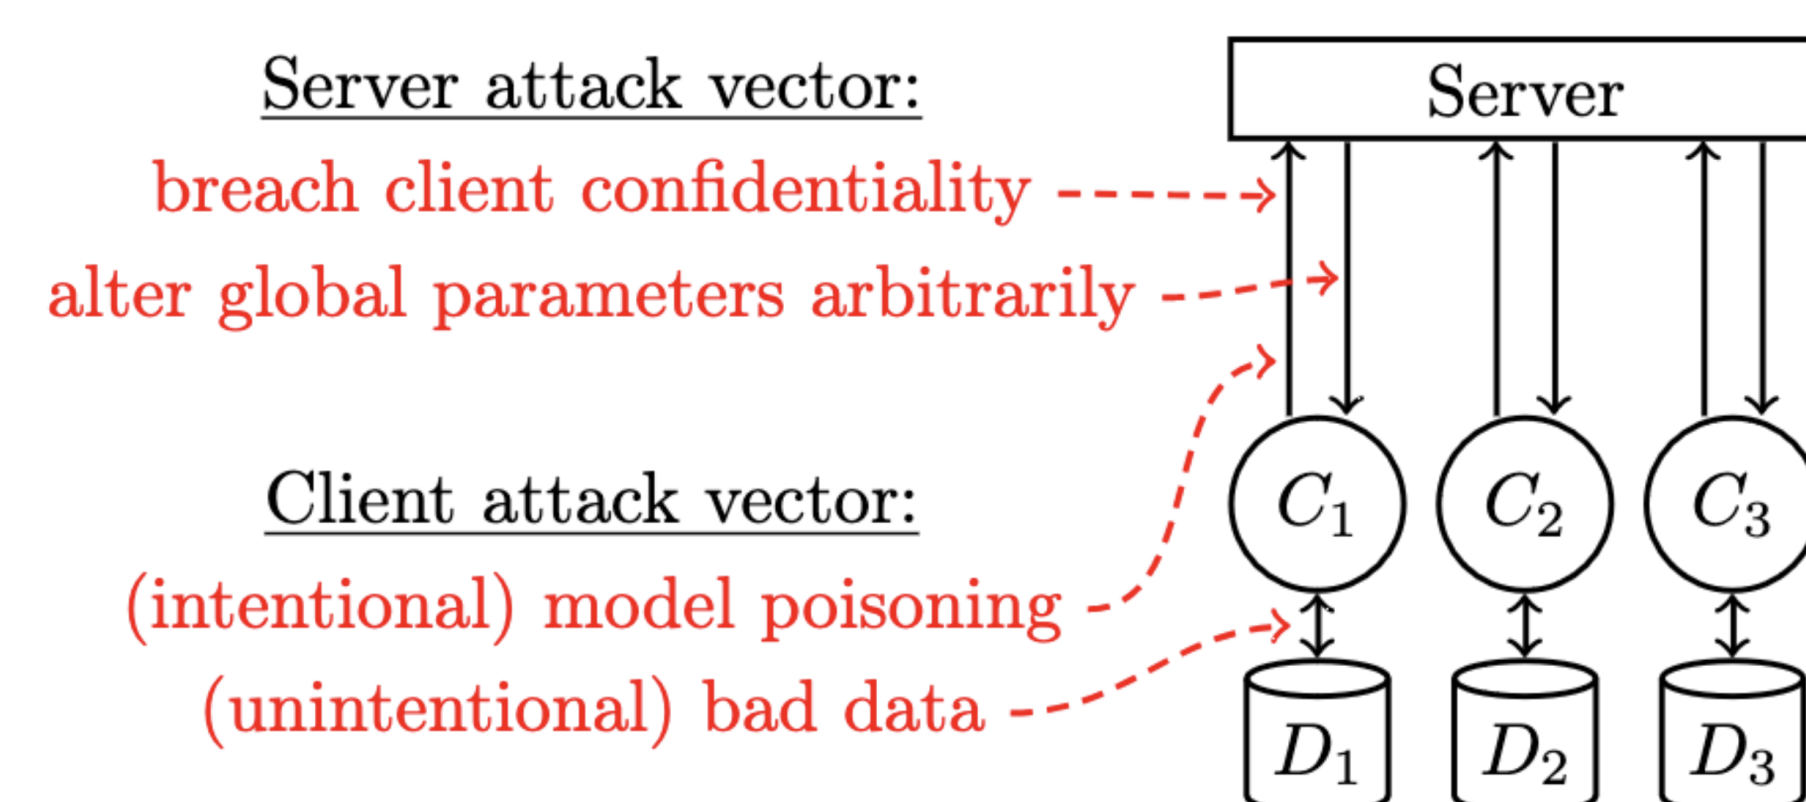 Server attack vector:
breach client confidentiality
alter global parameters arbitrarily
Client attack vector:
(intentional) model poisoning
(unintentional) bad data
Server
C₁ C₂ C₃
D₁ D₂ D₃